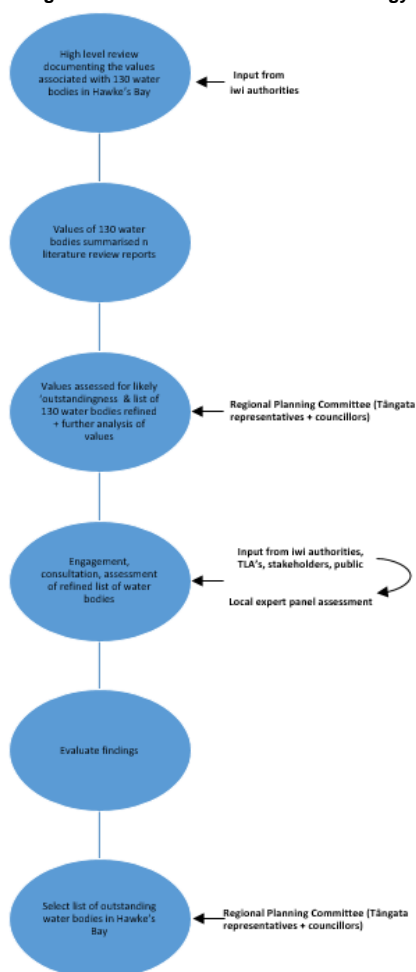 High level review
documenting the values
associated with 130 water
bodies in Hawke's Bay
Input from
iwi authorities
Values of 130 water
bodies summarised n
literature review reports
Values assessed for likely
'outstandingness & list of
130 water bodies refined
+ further analysis of
values
Regional Planning Committee (Tāngata
representatives + councillors)
Engagement,
consultation, assessment
of refined list of water
bodies
Input from iwi authorities,
TLA's, stakeholders, public
Local expert panel assessment
Evaluate findings
Select list of outstanding
water bodies in Hawke's
Bay
Regional Planning Committee (Tāngata
representatives + councillors)